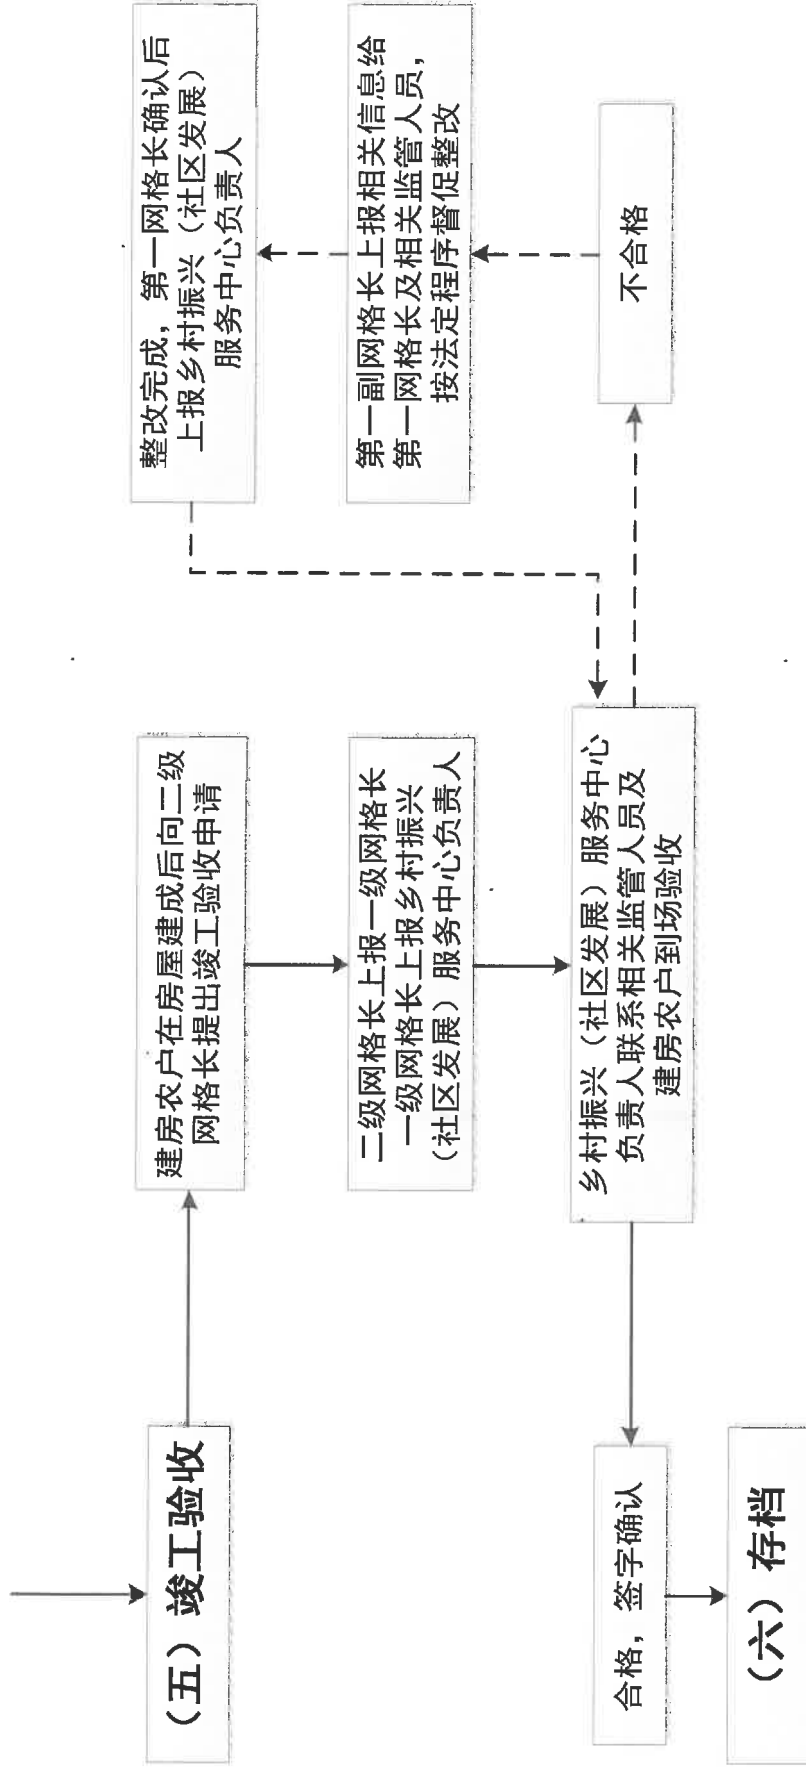 （五）竣工验收
建房农户在房屋建成后向二级
网格长提出竣工验收申请
二级网格长上报一级网格长
一级网格长上报乡村振兴
（社区发展）服务中心负责人
乡村振兴（社区发展）服务中心
负责人联系相关监管人员及
建房农户到场验收
不合格
第一副网格长上报相关信息给
第一网格长及相关监管人员，
按法定程序督促整改
整改完成，第一网格长确认后
上报乡村振兴（社区发展）
服务中心负责人
合格，签字确认
（六）存档